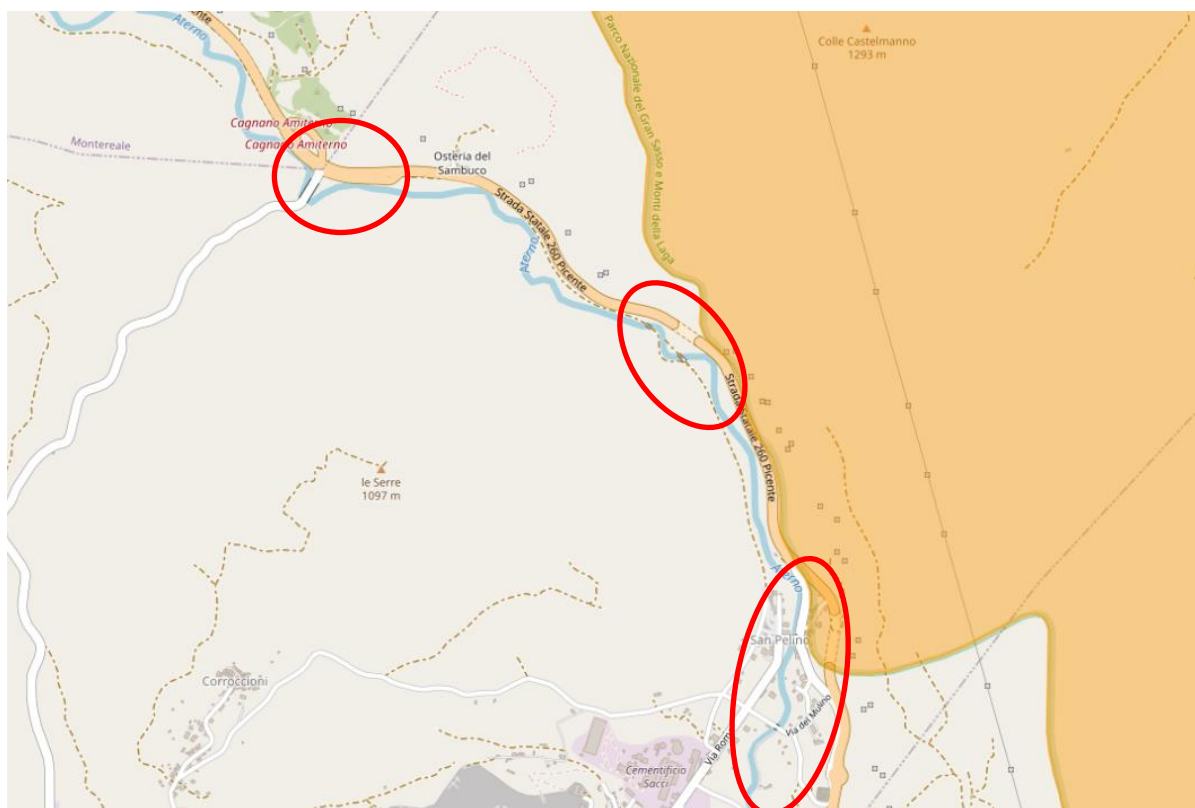 Picente
Aterno
Cagnano Amiterno
Cagnano Amiterno
Montereale
Osteria del
Sambuco
Strada Statale 260 Picente
Aterno
Parco Nazionale del Gran Sasso e Monti della Laga
Colle Castelmanno
1293 m
Strada Statale 260 Picente
le Serre
1097 m
Aterno
San Pelino
Corroccioni
Via del Mulino
Via Roma
Cementificio
Sacci